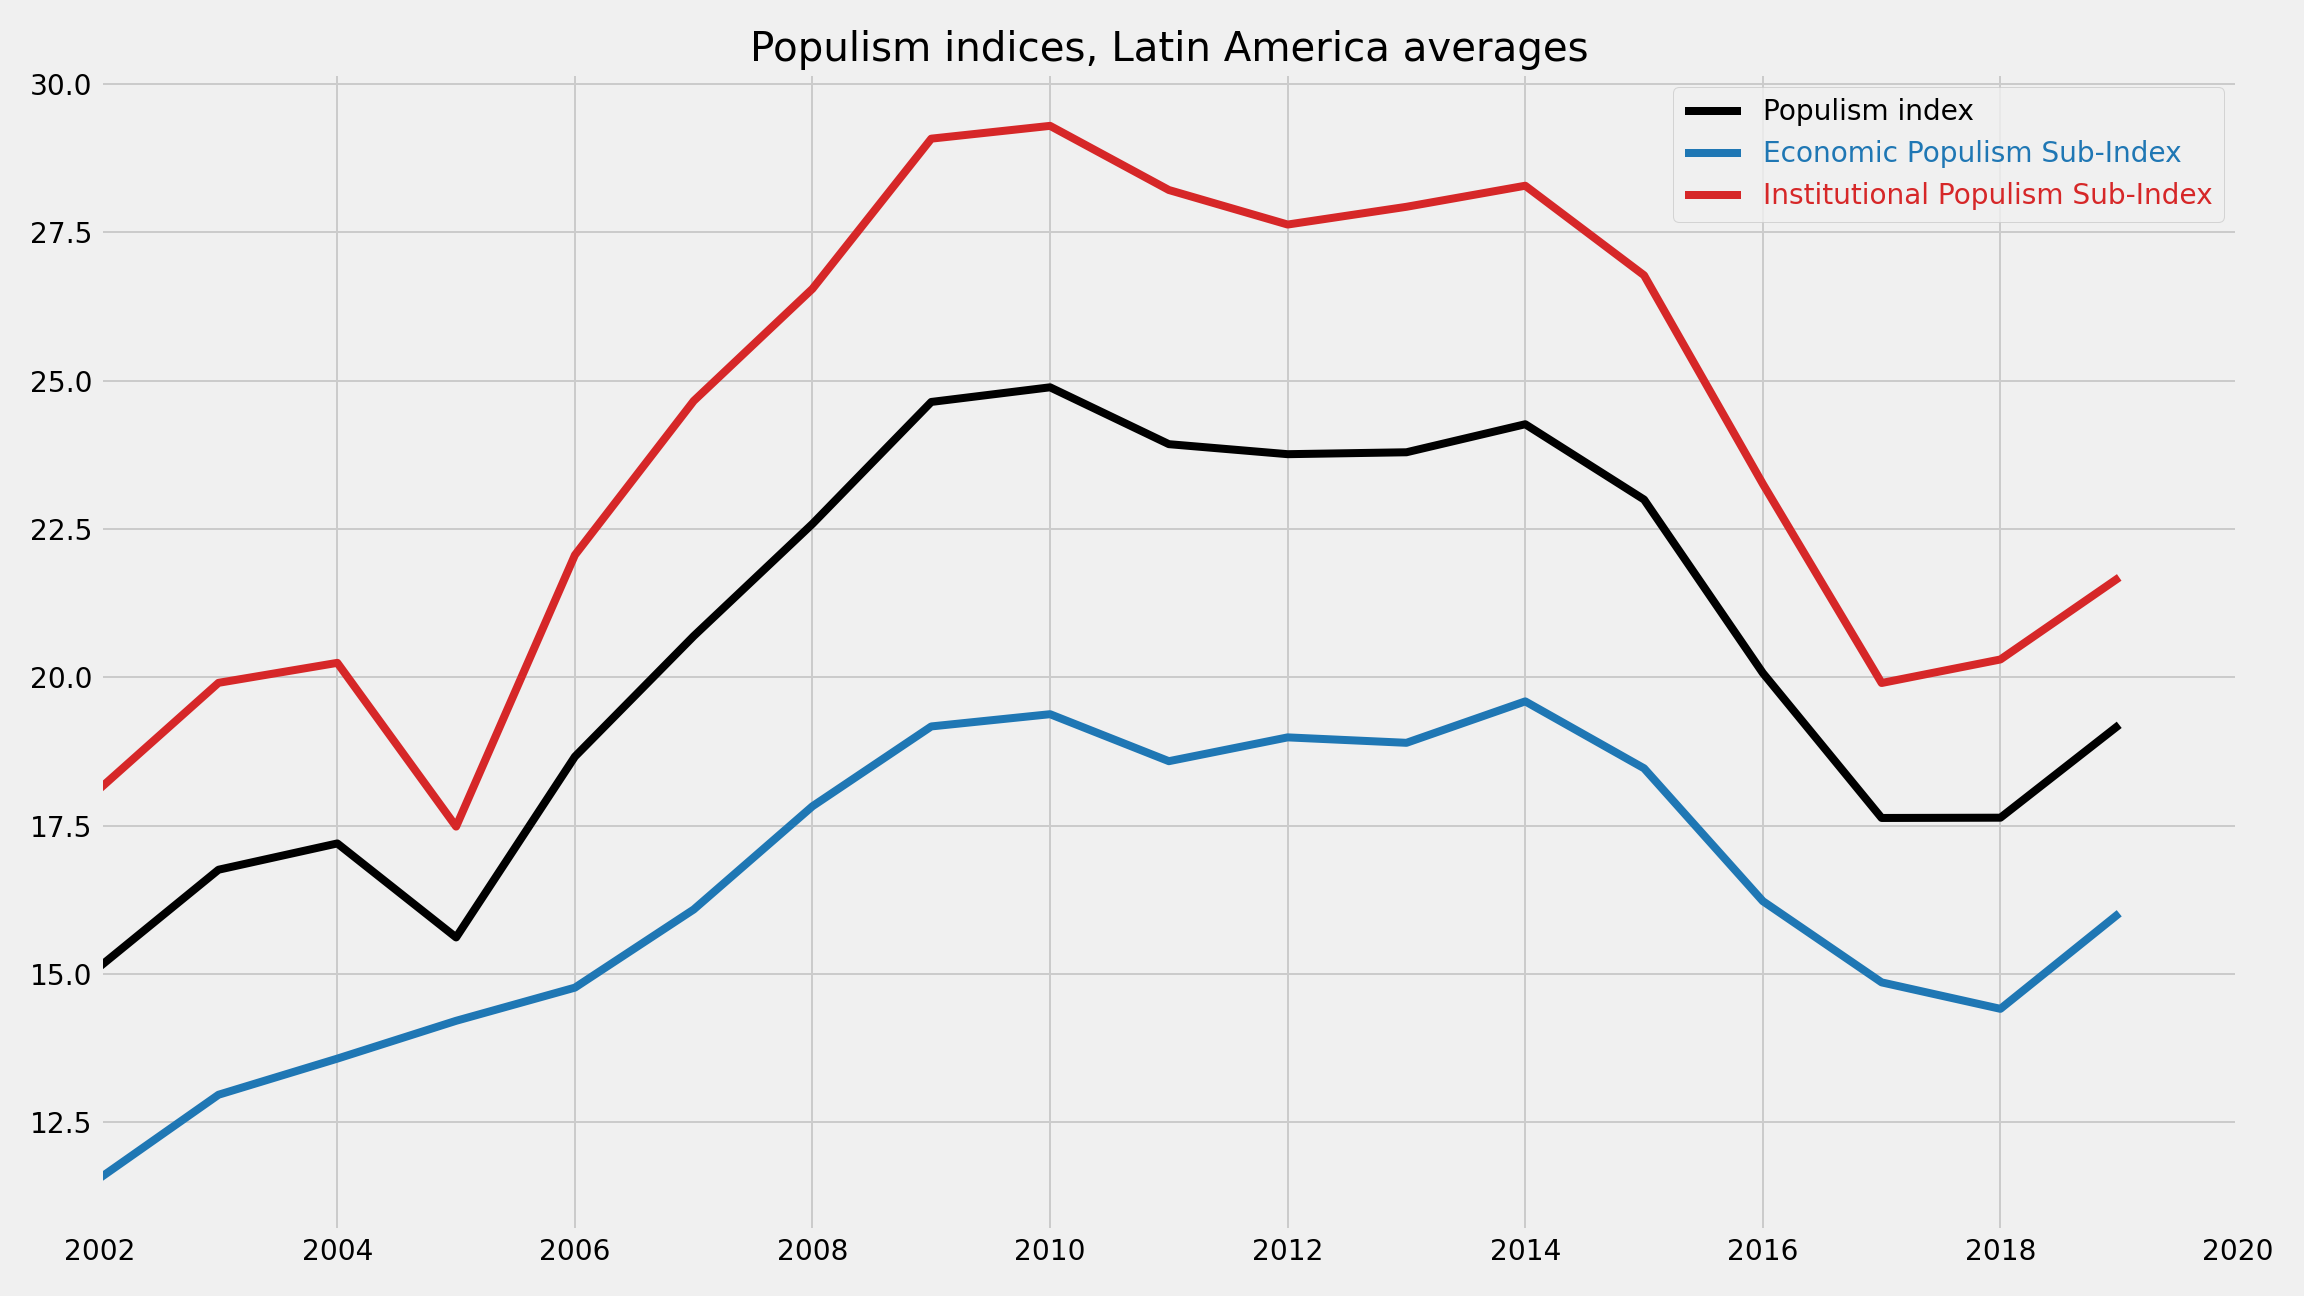 Populism indices, Latin America averages
30.0
27.5
25.0
22.5
20.0
17.5
15.0
12.5
Populism index
Economic Populism Sub-Index
Institutional Populism Sub-Index
2002 2004 2006 2008 2010 2012 2014 2016 2018 2020